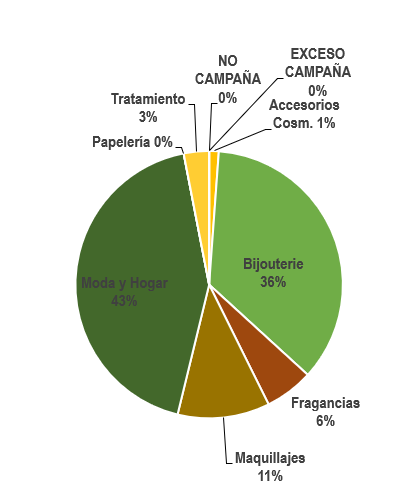 NO
CAMPAÑA
0%
EXCESO
CAMPAÑA
0%
Accesorios
Cosm. 1%
Tratamiento
3%
Papelería 0%
Bijouterie
36%
Moda y Hogar
43%
Fragancias
6%
Maquillajes
11%